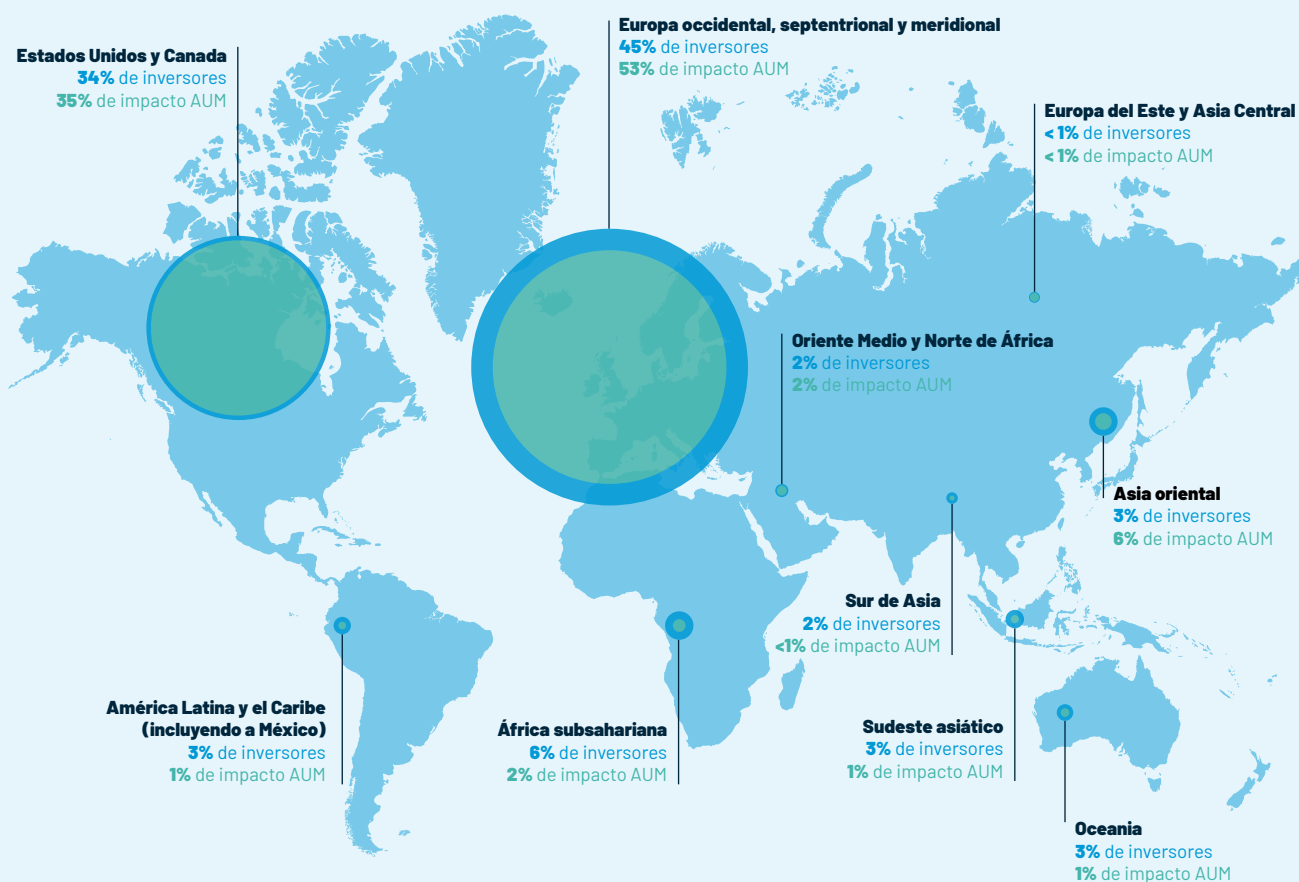 Estados Unidos y Canada
34% de inversores
35% de impacto AUM
Europa occidental, septentrional y meridional
45% de inversores
53% de impacto AUM
Europa del Este y Asia Central
< 1% de inversores
< 1% de impacto AUM
Oriente Medio y Norte de África
2% de inversores
2% de impacto AUM
Asia oriental
3% de inversores
6% de impacto AUM
Sur de Asia
2% de inversores
<1% de impacto AUM
América Latina y el Caribe
(incluyendo a México)
3% de inversores
1% de impacto AUM
África subsahariana
6% de inversores
2% de impacto AUM
Sudeste asiático
3% de inversores
1% de impacto AUM
Oceania
3% de inversores
1% de impacto AUM